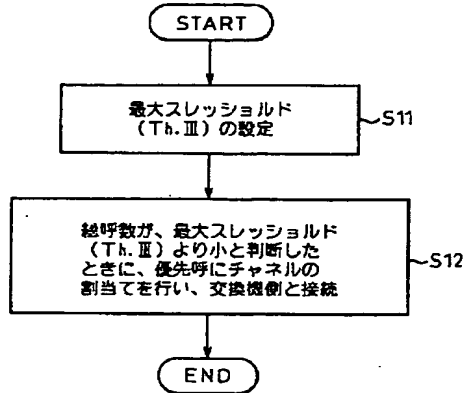 START
最大スレッショルド
(Th.Ⅲ)の設定
S11
総呼数が、最大スレッショルド
(Th.Ⅲ)より小と判断した
ときに、優先呼にチャネルの
割当てを行い、交換機側と接続
S12
END